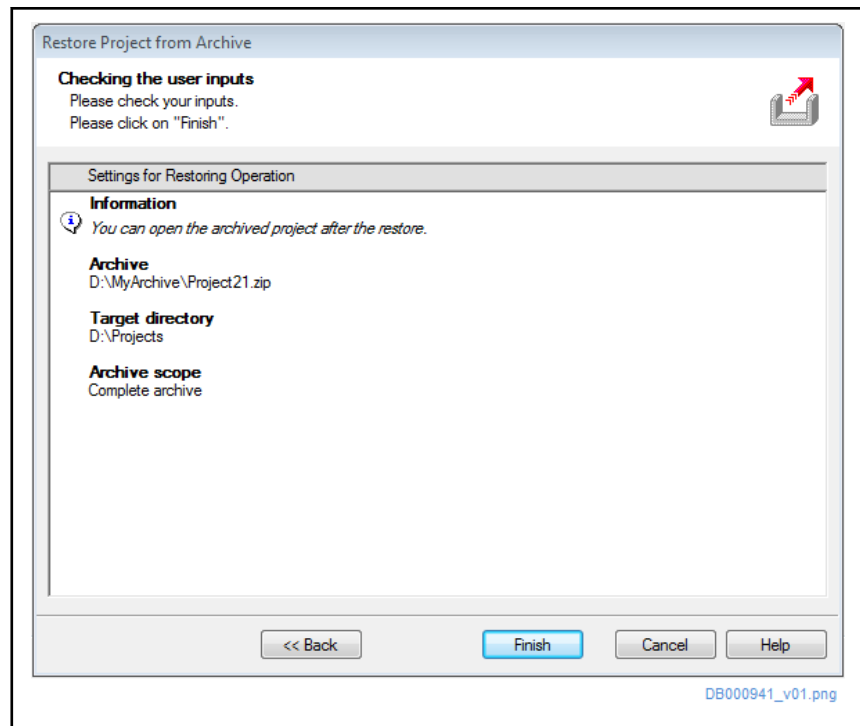 Restore Project from Archive
Checking the user inputs
Please check your inputs.
Please click on "Finish".
Settings for Restoring Operation
Information
You can open the archived project after the restore.
Archive
D:\MyArchive\Project21.zip
Target directory
D:\Projects
Archive scope
Complete archive
<< Back
Finish
Cancel
Help
DB000941_v01.png